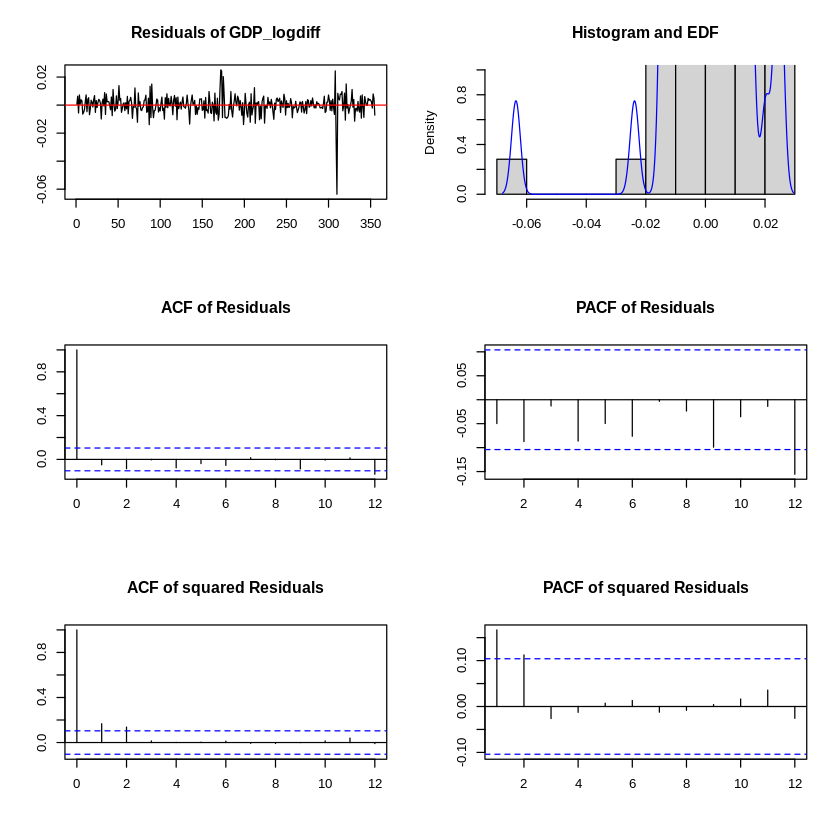 Residuals of GDP_logdiff
0.02
-0.02
-0.06
0 50 100 150 200 250 300 350
Histogram and EDF
Density
0.8
0.4
0.0
-0.06 -0.04 -0.02 0.00 0.02
ACF of Residuals
0.8
0.4
0.0
0 2 4 6 8 10 12
PACF of Residuals
0.05
-0.05
-0.15
2 4 6 8 10 12
ACF of squared Residuals
0.8
0.4
0.0
0 2 4 6 8 10 12
PACF of squared Residuals
0.10
0.00
-0.10
2 4 6 8 10 12